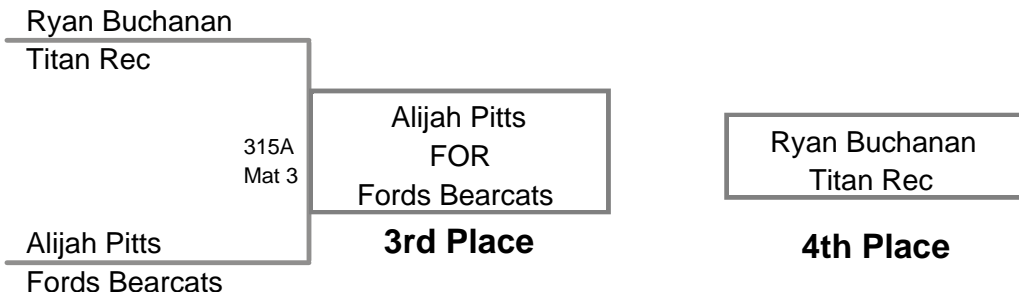 Ryan Buchanan
Titan Rec
315A
Mat 3
Alijah Pitts
Fords Bearcats
Alijah Pitts
FOR
Fords Bearcats
3rd Place
Ryan Buchanan
Titan Rec
4th Place